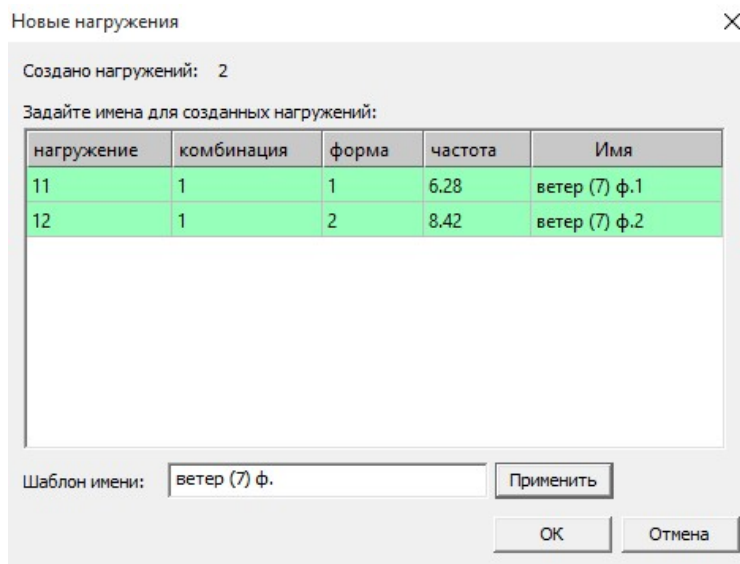 Новые нагружения
Создано нагружений: 2
Задайте имена для созданных нагружений:
нагружение комбинация форма частота Имя
11 1 1 6.28 ветер (7) ф.1
12 1 2 8.42 ветер (7) ф.2
Шаблон имени: ветер (7) ф. Применить
OK Отмена